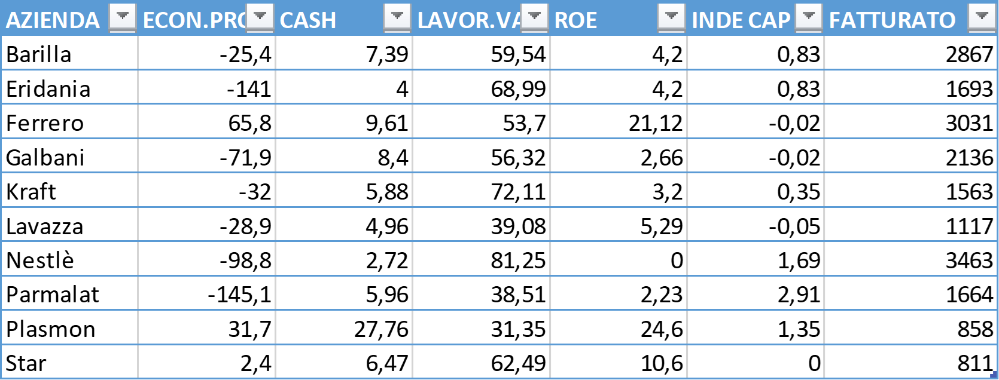 AZIENDA ECON.PRO CASH LAVOR.VA ROE INDE CAP FATTURATO
Barilla -25,4 7,39 59,54 4,2 0,83 2867
Eridania -141 4 68,99 4,2 0,83 1693
Ferrero 65,8 9,61 53,7 21,12 -0,02 3031
Galbani -71,9 8,4 56,32 2,66 -0,02 2136
Kraft -32 5,88 72,11 3,2 0,35 1563
Lavazza -28,9 4,96 39,08 5,29 -0,05 1117
Nestlè -98,8 2,72 81,25 0 1,69 3463
Parmalat -145,1 5,96 38,51 2,23 2,91 1664
Plasmon 31,7 27,76 31,35 24,6 1,35 858
Star 2,4 6,47 62,49 10,6 0 811